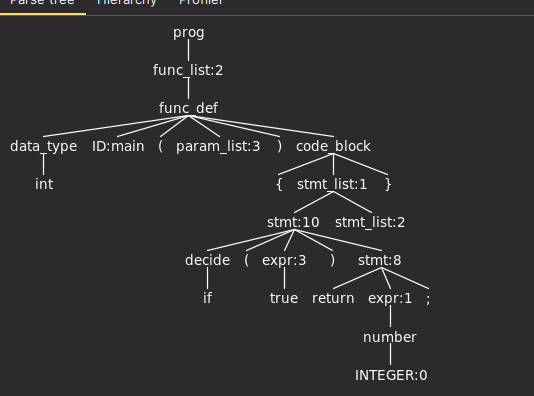 Parse tree Hierarchy Profiler
prog
func_list:2
func_def
data_type ID:main ( param_list:3 ) code_block
int { stmt_list:1 }
stmt:10 stmt_list:2
decide ( expr:3 ) stmt:8
if true return expr:1 ;
number
INTEGER:0